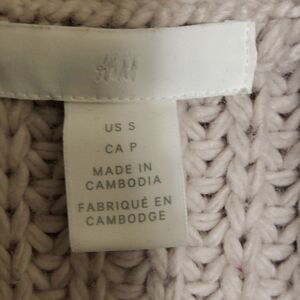 H&M
US S
CA P
MADE IN
CAMBODIA
FABRIQUÉ EN
CAMBODGE